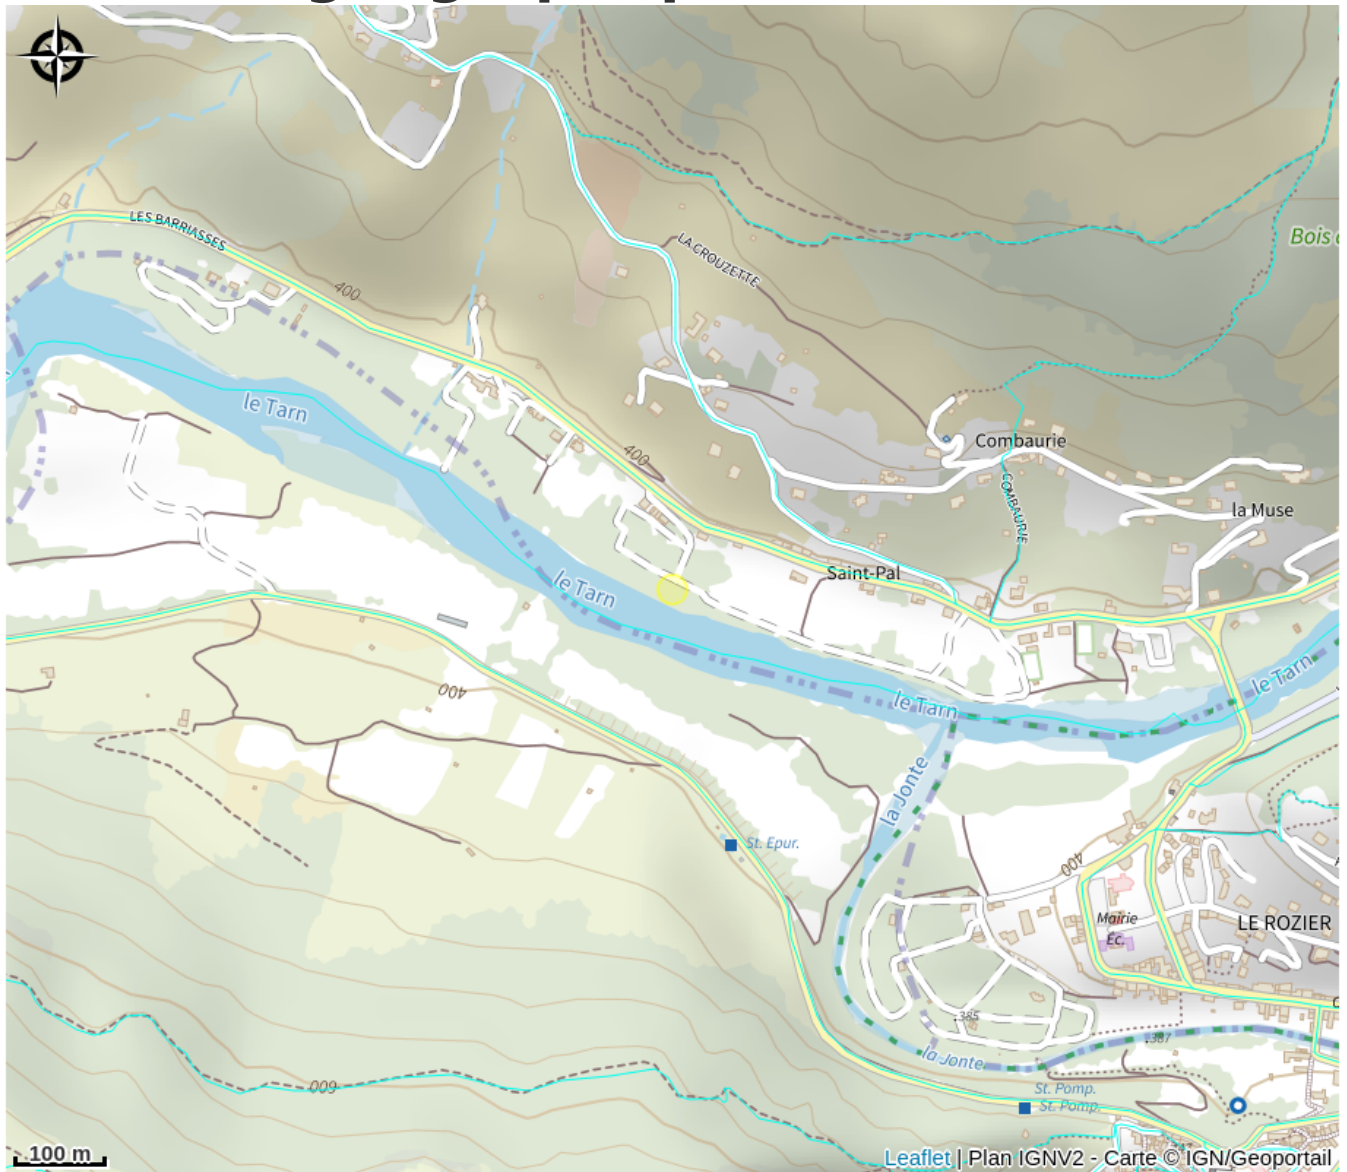 LES BARRIASSES
LA CROUZETTE
400
le Tarn
Combaurie
400
COMBAURIE
la Muse
Saint-Pal
le Tarn
le Tarn
le Tarn
400
la Jonte
St. Epur.
400
Mairie
Éc.
LE ROZIER
.385
.387
la Jonte
600
St. Pomp.
St. Pomp.
100 m
Leaflet | Plan IGNV2 - Carte © IGN/Geoportail